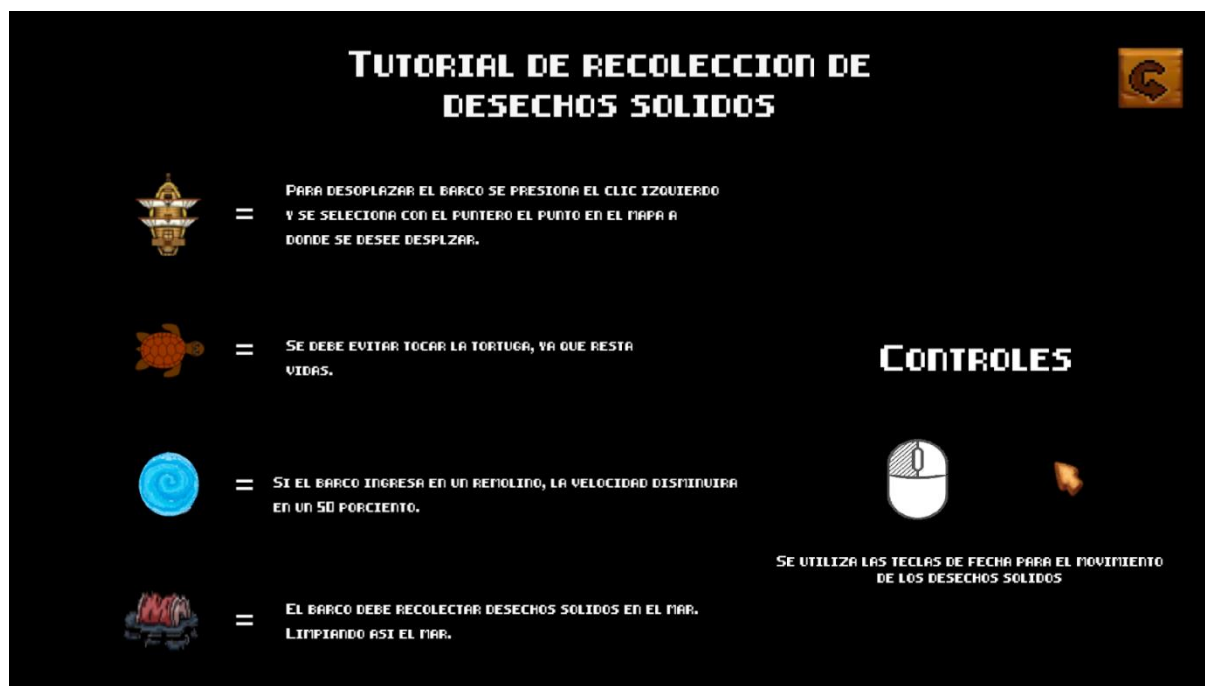 TUTORIAL DE RECOLECCION DE
DESECHOS SOLIDOS
PARA DESOPLAZAR EL BARCO SE PRESIONA EL CLIC IZQUIERDO
Y SE SELECIONA CON EL PUNTERO EL PUNTO EN EL MAPA A
DONDE SE DESEE DESPLZAR.
=
SE DEBE EVITAR TOCAR LA TORTUGA, YA QUE RESTA
VIDAS.
=
SI EL BARCO INGRESA EN UN REMOLINO, LA VELOCIDAD DISMINUIRA
EN UN 50 PORCIENTO.
=
EL BARCO DEBE RECOLECTAR DESECHOS SOLIDOS EN EL MAR.
LIMPIANDO ASI EL MAR.
=
CONTROLES
SE UTILIZA LAS TECLAS DE FECHA PARA EL MOVIMIENTO
DE LOS DESECHOS SOLIDOS